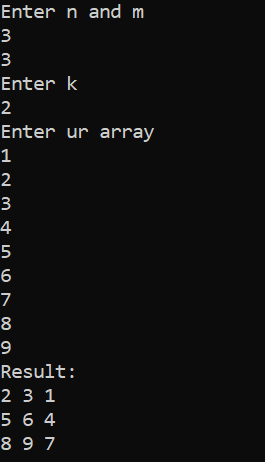 Enter n and m
3
3
Enter k
2
Enter ur array
1
2
3
4
5
6
7
8
9
Result:
2 3 1
5 6 4
8 9 7